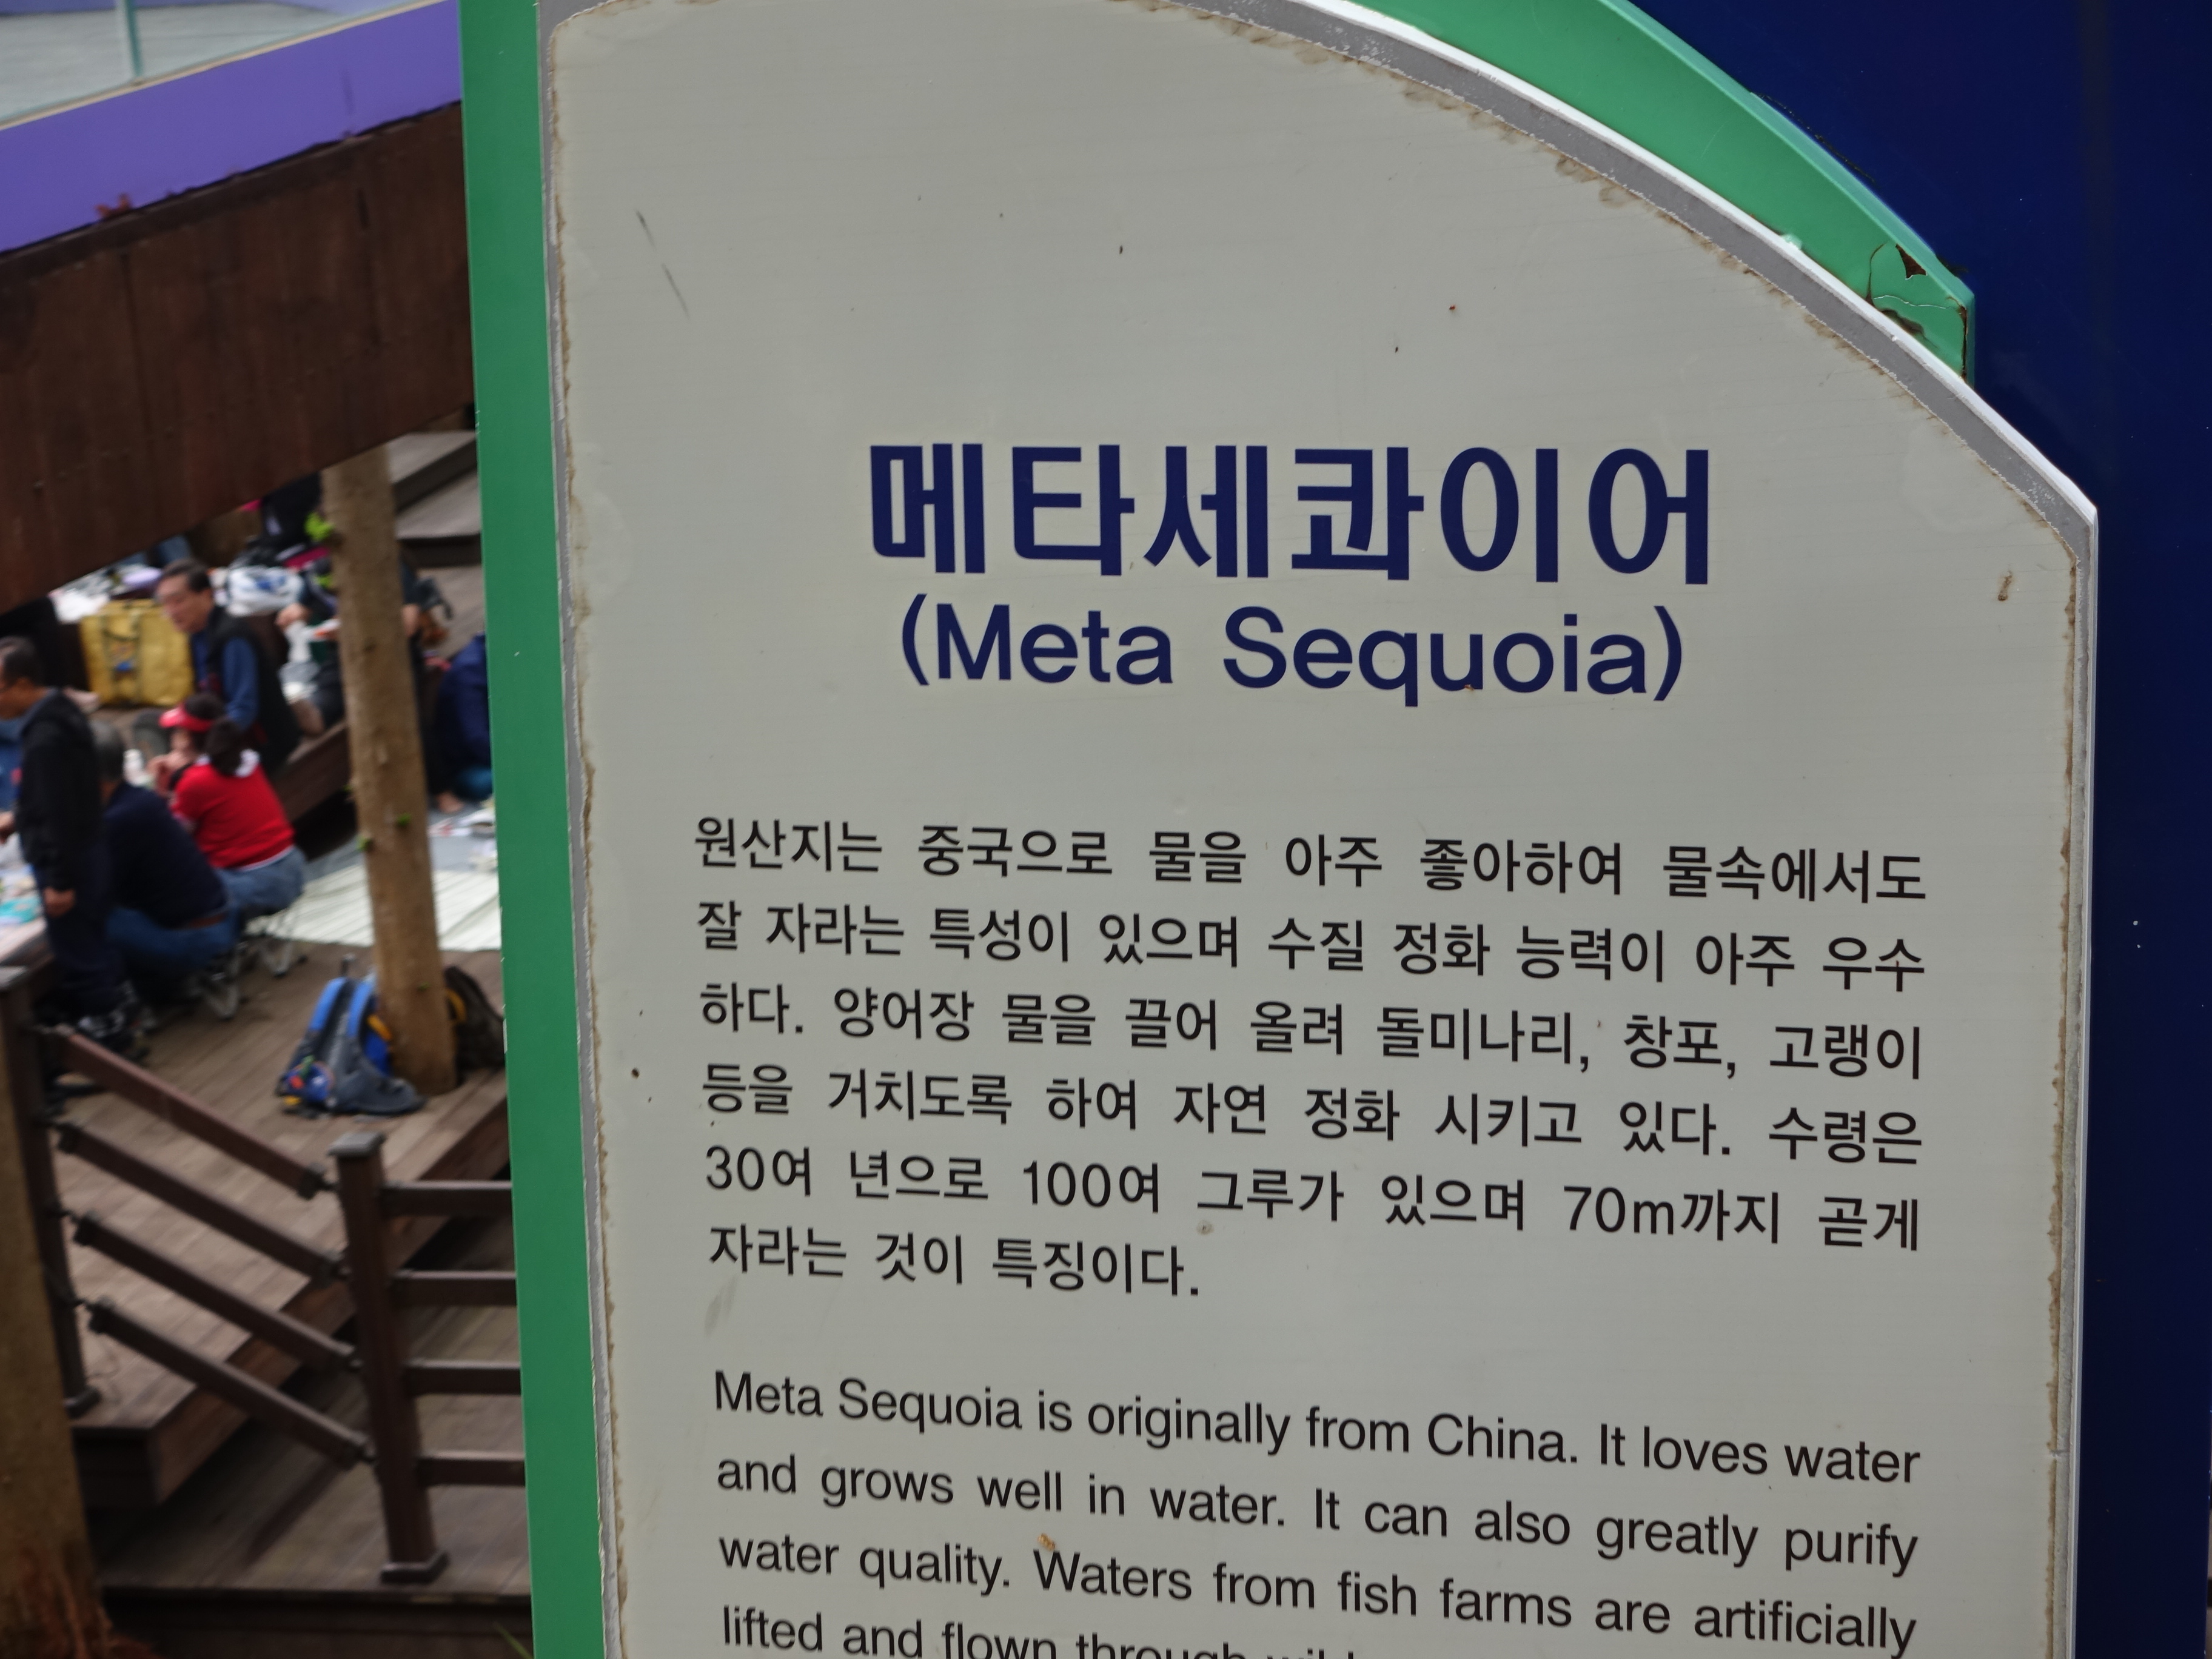 메타세콰이어
(Meta Sequoia)
원산지는 중국으로 물을 아주 좋아하여 물속에서도
잘 자라는 특성이 있으며 수질 정화 능력이 아주 우수
하다. 양어장 물을 끌어 올려 돌미나리, 창포, 고랭이
등을 거치도록 하여 자연 정화 시키고 있다. 수령은
30여 년으로 100여 그루가 있으며 70m까지 곧게
자라는 것이 특징이다.
Meta Sequoia is originally from China. It loves water
and grows well in water. It can also greatly purify
water quality. Waters from fish farms are artificially
lifted and flown through